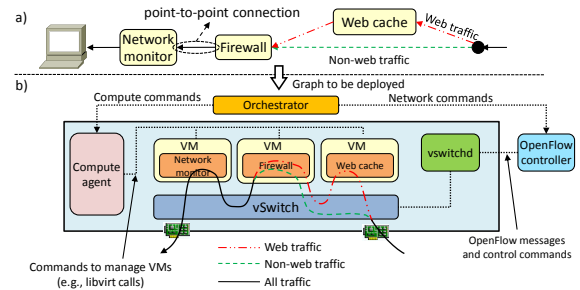 a)
point-to-point connection
Network
monitor
Firewall
Web cache
Web traffic
Non-web traffic
Graph to be deployed
b)
Compute commands
Orchestrator
Network commands
Compute
agent
VM
Network
monitor
VM
Firewall
VM
Web cache
vswitchd
OpenFlow
controller
vSwitch
Commands to manage VMs
(e.g., libvirt calls)
Web traffic
Non-web traffic
All traffic
OpenFlow messages
and control commands